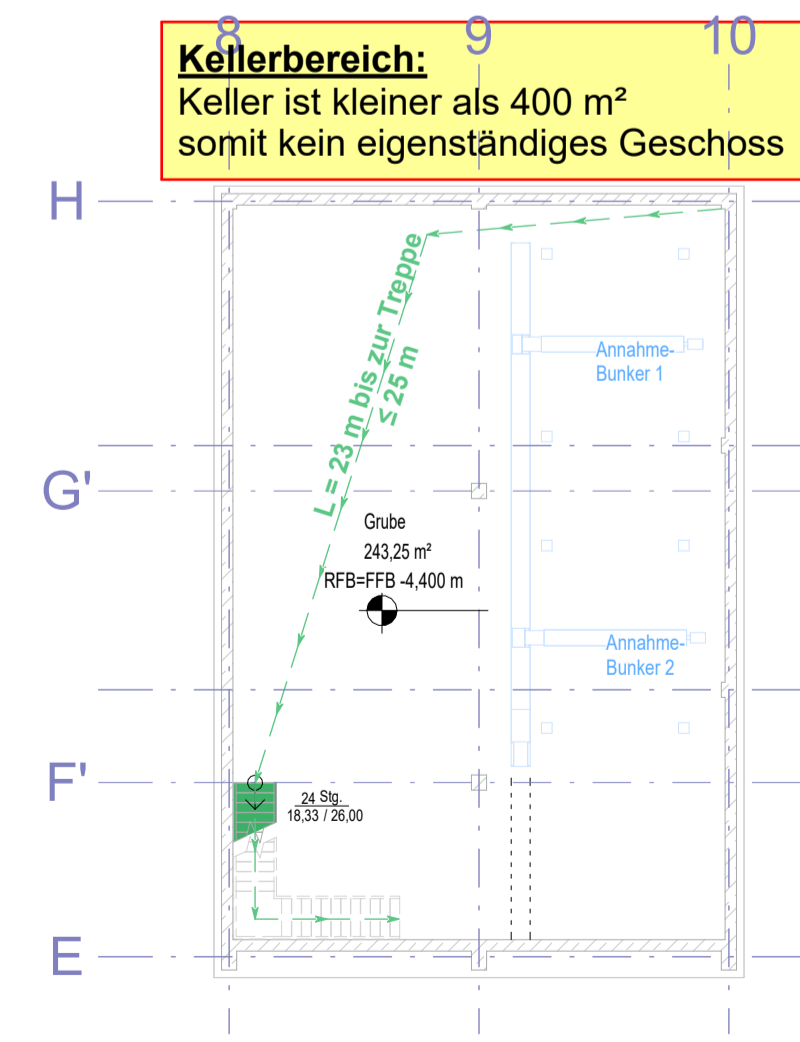 8
9
10
Kellerbereich:
Keller ist kleiner als 400 m²
somit kein eigenständiges Geschoss
H
L = 23 m bis zur Treppe
≤ 25 m
Annahme-
Bunker 1
G'
Grube
243,25 m²
RFB=FFB -4,400 m
Annahme-
Bunker 2
F'
24 Stg.
18,33 / 26,00
E